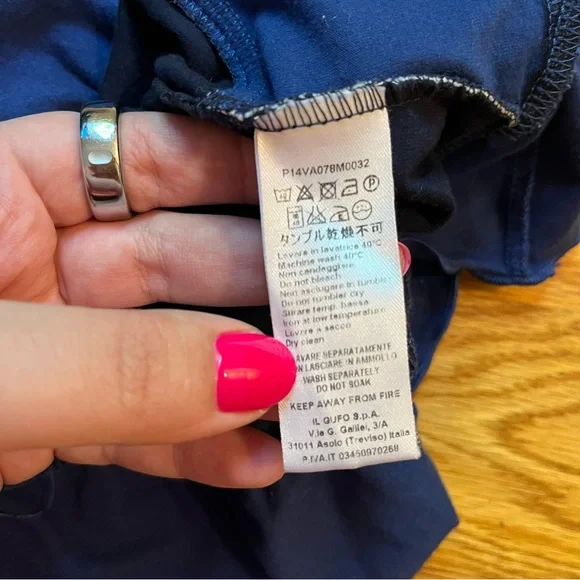 P14VA078M0032
タンブル乾燥不可
Lavare in lavatrice 40°C
Machine wash 40°C
Non candeggiare
Do not bleach
Non asciugare in tumbler
Do not tumbler dry
Stirare temp. bassa
Iron at low temperature
Lavare a secco
Dry clean
AVARE SEPARATAMENTE
ON LASCIARE IN AMMOLLO
WASH SEPARATELY
DO NOT SOAK
KEEP AWAY FROM FIRE
IL GUFO S.p.A.
V.le G. Galilei, 3/A
31011 Asolo (Treviso) Italia
P.IVA.IT 03450970268